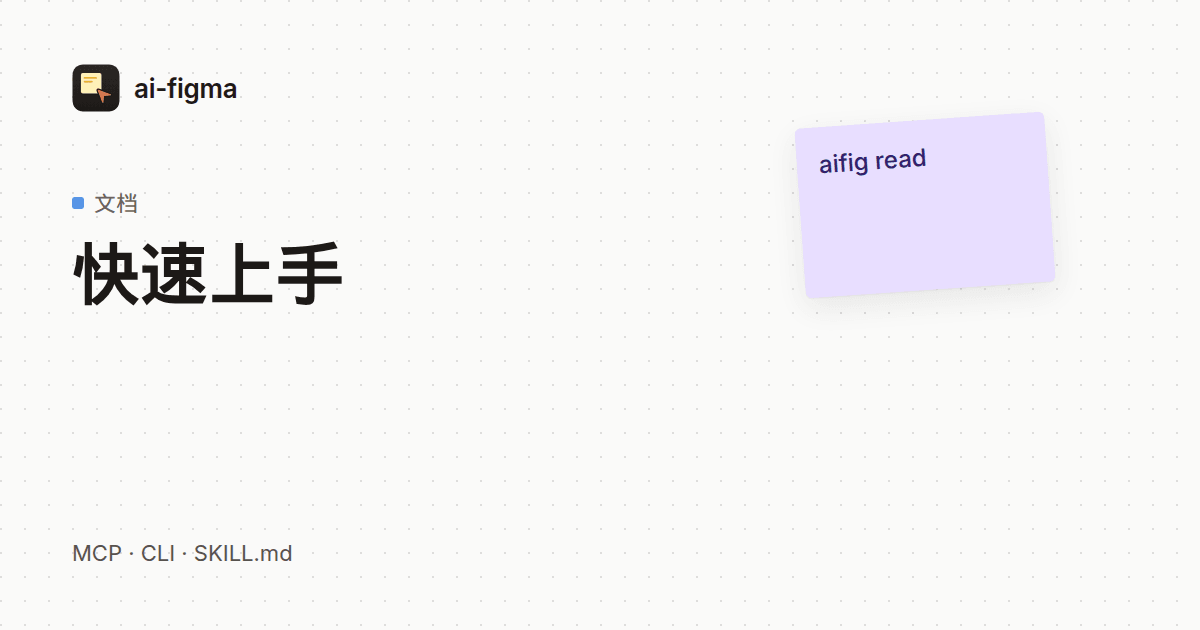 ai-figma
文档
快速上手
aifig read
MCP · CLI · SKILL.md